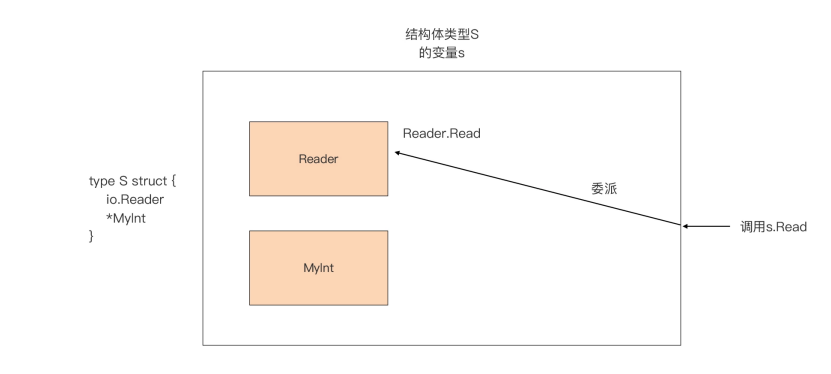 结构体类型S
的变量s
Reader.Read
Reader
委派
type S struct {
io.Reader
*MyInt
}
调用s.Read
MyInt